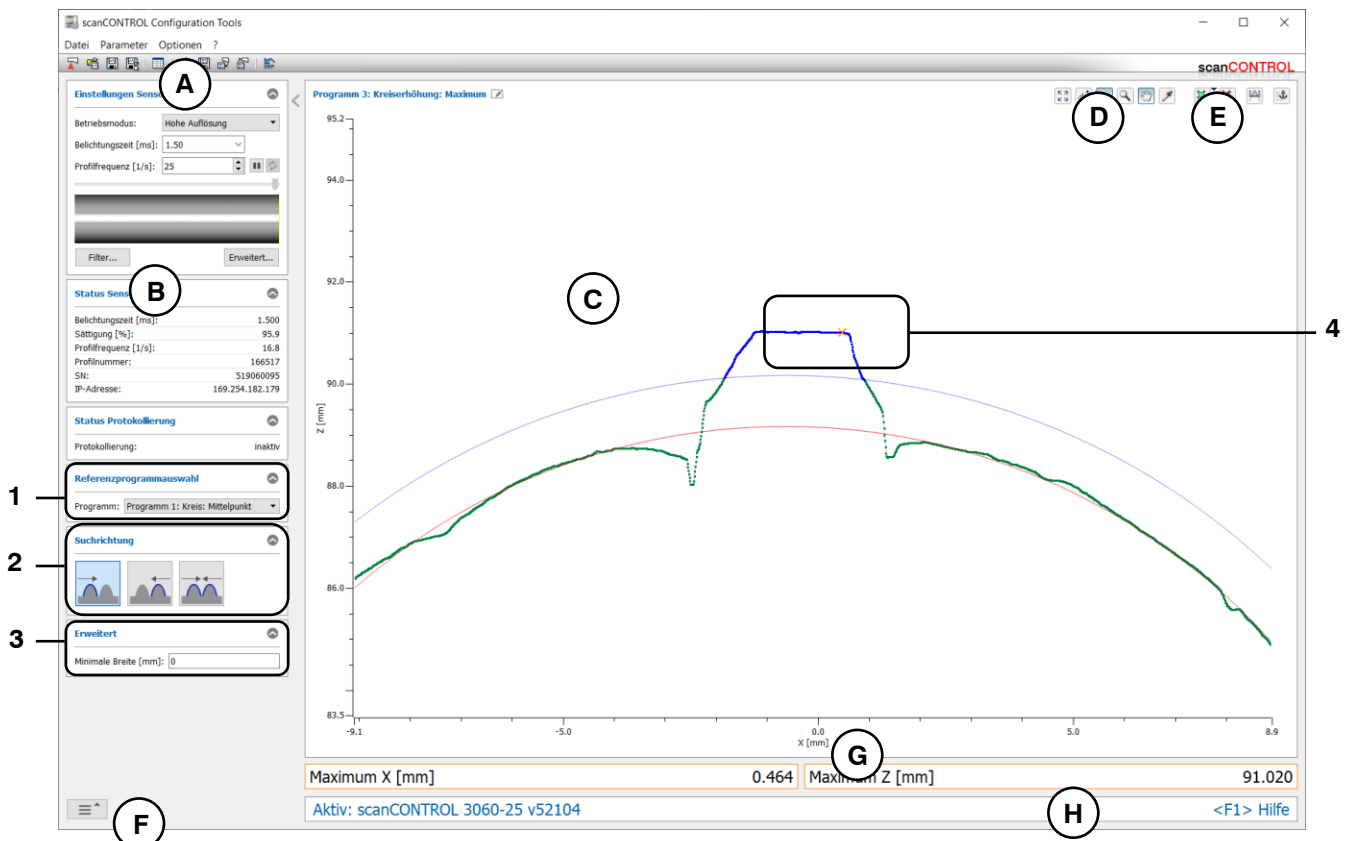 scanCONTROL Configuration Tools
Datei Parameter Optionen ?
scanCONTROL
A
Einstellungen
Betriebsmodus: Hohe Auflösung
Belichtungszeit [ms]: 1.50
Profilfrequenz [1/s]: 25
Filter... Erweitert...
B
Status
Belichtungszeit [ms]: 1.500
Sättigung [%]: 95.9
Profilfrequenz [1/s]: 16.8
Profilnummer: 166517
SN: 519060095
IP-Adresse: 169.254.182.179
Status Protokollierung
Protokollierung: inaktiv
1
Referenzprogrammauswahl
Programm: Programm 1: Kreis: Mittelpunkt
2
Suchrichtung
3
Erweitert
Minimale Breite [mm]: 0
F
Programm 3: Kreiserhöhung: Maximum
D
E
C
4
95.2
94.0
92.0
90.0
Z [mm]
88.0
86.0
83.5
-9.1 -5.0 0.0 5.0 8.9
X [mm]
G
Maximum X [mm] 0.464 Maximum Z [mm] 91.020
Aktiv: scanCONTROL 3060-25 v52104 <F1> Hilfe
H